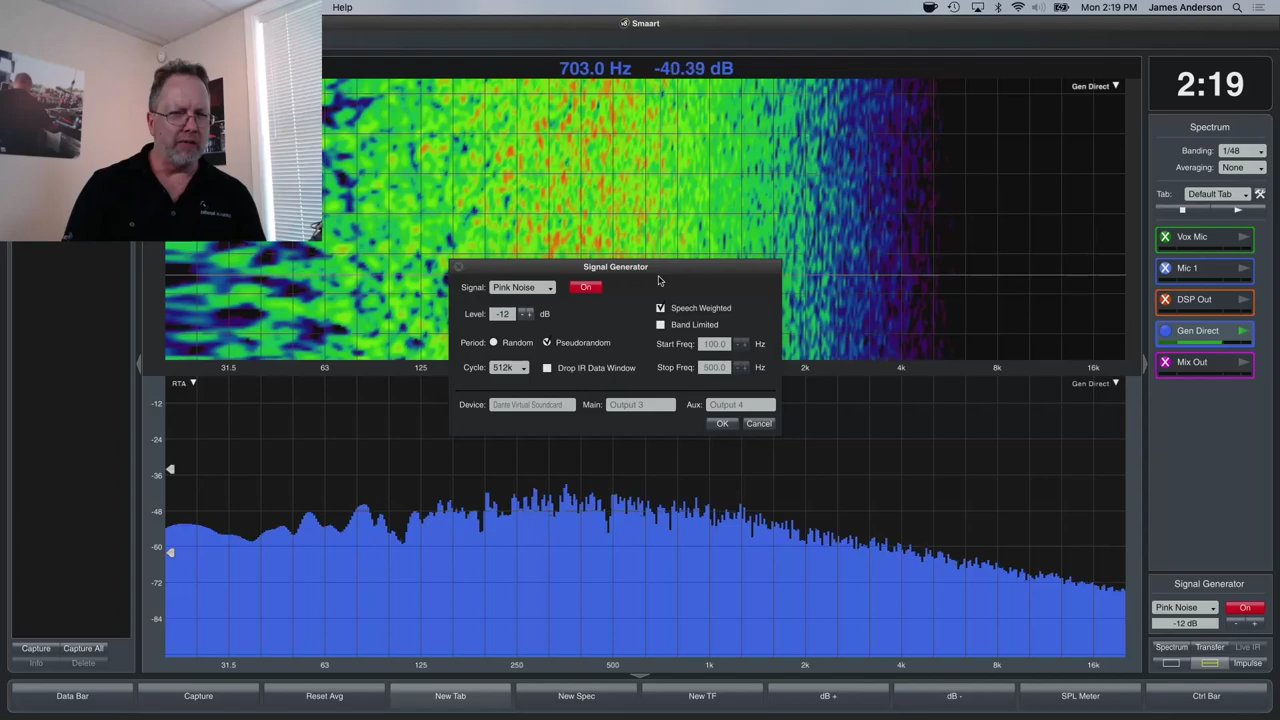 Help
Mon 2:19 PM James Anderson
Smaart
703.0 Hz -40.39 dB
Gen Direct
2:19
Spectrum
Banding: 1/48
Averaging: None
Tab: Default Tab
Vox Mic
Mic 1
DSP Out
Gen Direct
Mix Out
Signal Generator
Signal: Pink Noise On
Level: -12 dB
Speech Weighted
Band Limited
Period: Random Pseudorandom
Start Freq: 100.0 Hz
Cycle: 512k Drop IR Data Window
Stop Freq: 500.0 Hz
Device: Dante Virtual Soundcard Main: Output 3 Aux: Output 4
OK Cancel
31.5 63 125 2k 4k 8k 16k
RTA Gen Direct
-12
-24
-36
-48
-60
-72
-84
31.5 63 125 250 500 1k 2k 4k 8k 16k
Signal Generator
Pink Noise On
-12 dB - +
Spectrum Transfer Live IR
Impulse
Capture Capture All
Info Delete
Data Bar Capture Reset Avg New Tab New Spec New TF dB + dB - SPL Meter Ctrl Bar